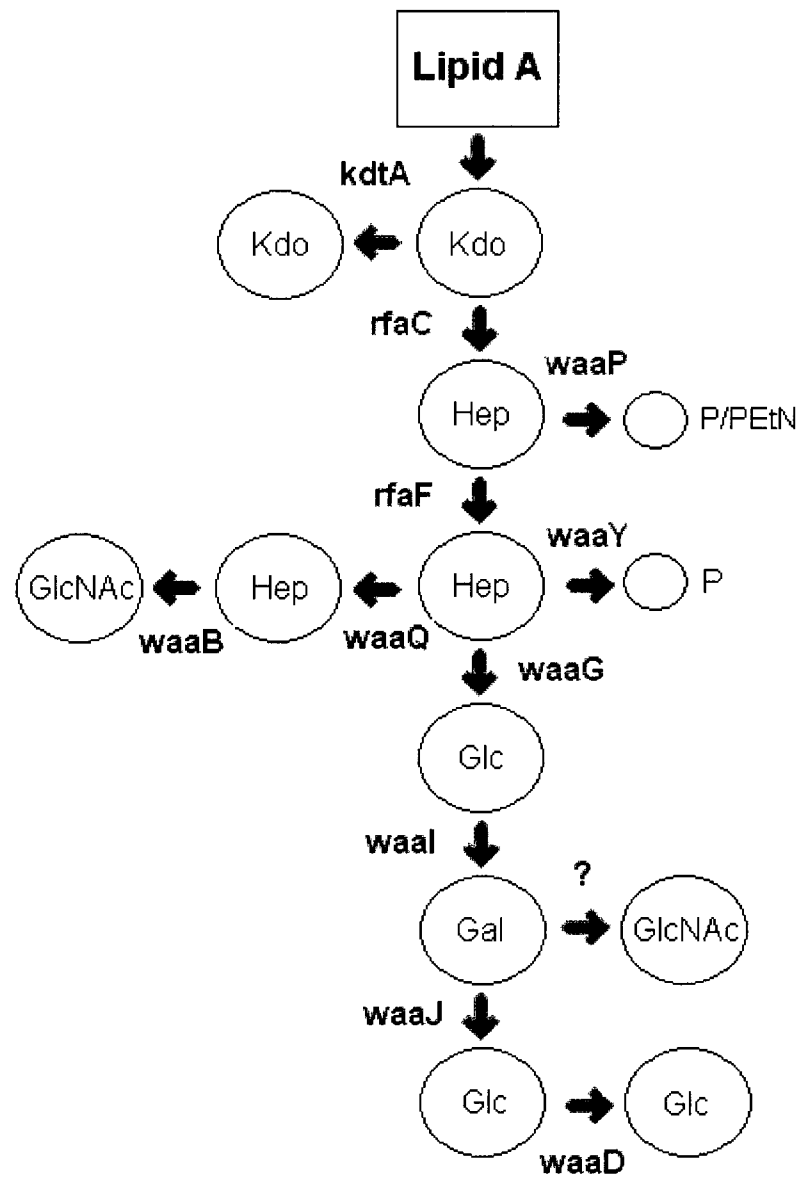 Lipid A
kdtA
Kdo
Kdo
rfaC
waaP
Hep
P/PEtN
rfaF
waaY
GlcNAc
Hep
Hep
P
waaB
waaQ
waaG
Glc
waaI
?
Gal
GlcNAc
waaJ
Glc
Glc
waaD